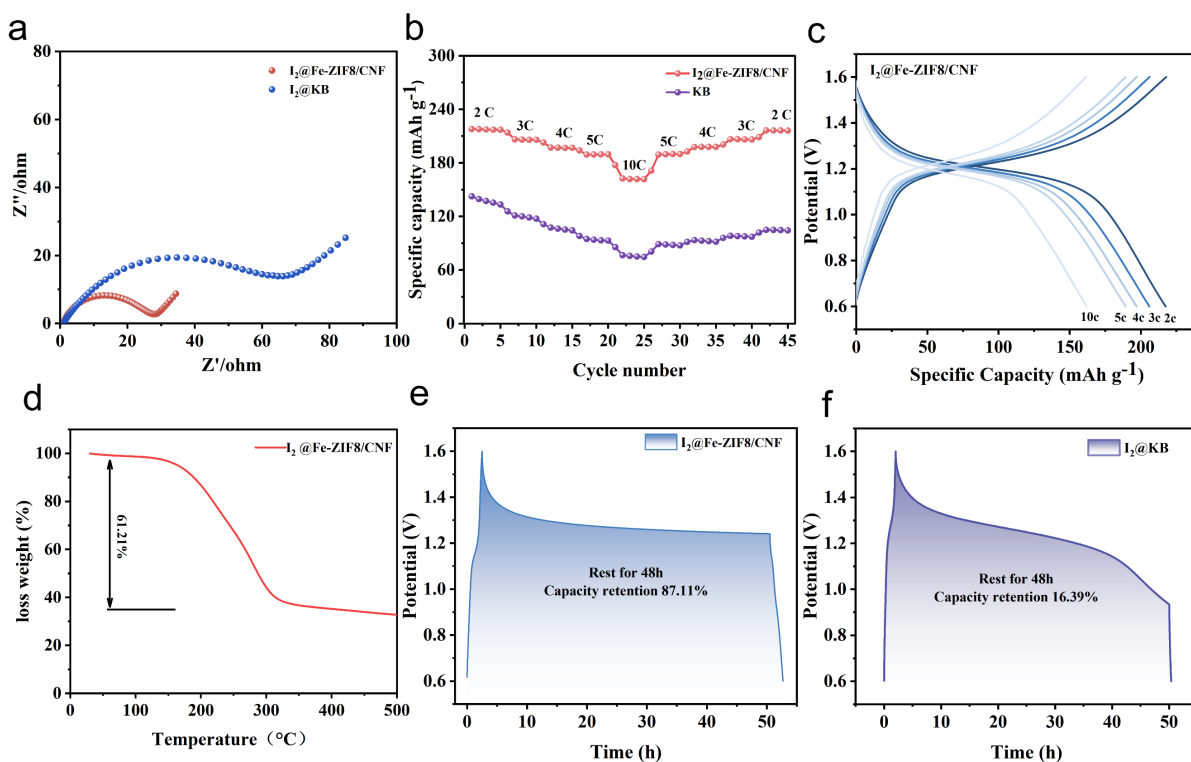 a
80
60
40
20
0
0
20
40
60
80
100
Z''/ohm
Z'/ohm
I₂@Fe-ZIF8/CNF
I₂@KB
b
300
240
180
120
60
0
0
5
10
15
20
25
30
35
40
45
Specific capacity (mAh g⁻¹)
Cycle number
I₂@Fe-ZIF8/CNF
KB
2 C
3C
4C
5C
10C
5C
4C
3C
2 C
c
I₂@Fe-ZIF8/CNF
1.6
1.4
1.2
1.0
0.8
0.6
0
50
100
150
200
Potential (V)
Specific Capacity (mAh g⁻¹)
10c
5c
4c
3c
2c
d
I₂ @Fe-ZIF8/CNF
100
80
60
40
20
0
0
100
200
300
400
500
loss weight (%)
Temperature（°C）
61.21%
e
I₂@Fe-ZIF8/CNF
1.6
1.4
1.2
1.0
0.8
0.6
0
10
20
30
40
50
Potential (V)
Time (h)
Rest for 48h
Capacity retention 87.11%
f
I₂@KB
1.6
1.4
1.2
1.0
0.8
0.6
0
10
20
30
40
50
Potential (V)
Time (h)
Rest for 48h
Capacity retention 16.39%